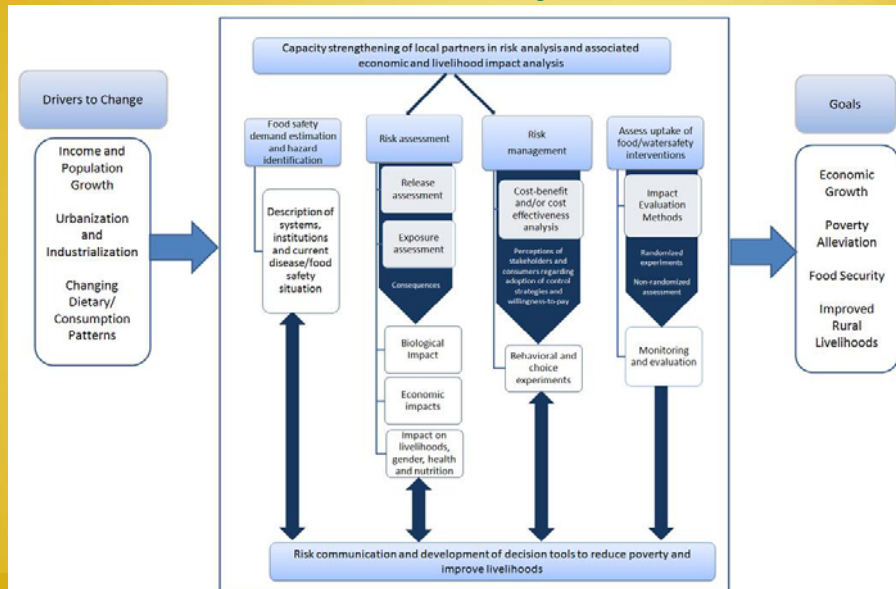 Capacity strengthening of local partners in risk analysis and associated
economic and livelihood impact analysis
Drivers to Change
Income and
Population
Growth
Urbanization
and
Industrialization
Changing
Dietary/
Consumption
Patterns
Food safety
demand estimation
and hazard
identification
Description of
systems,
institutions
and current
disease/food
safety
situation
Risk assessment
Release
assessment
Exposure
assessment
Consequences
Biological
Impact
Economic
impacts
Impact on
livelihoods,
gender, health
and nutrition
Risk
management
Cost-benefit
and/or cost
effectiveness
analysis
Perceptions of
stakeholders and
consumers regarding
adoption of control
strategies and
willingness-to-pay
Behavioral and
choice experiments
Assess uptake of
food/watersafety
interventions
Impact
Evaluation
Methods
Randomized
experiments
Non-randomized
assessment
Monitoring
and evaluation
Goals
Economic
Growth
Poverty
Alleviation
Food Security
Improved
Rural
Livelihoods
Risk communication and development of decision tools to reduce poverty and
improve livelihoods